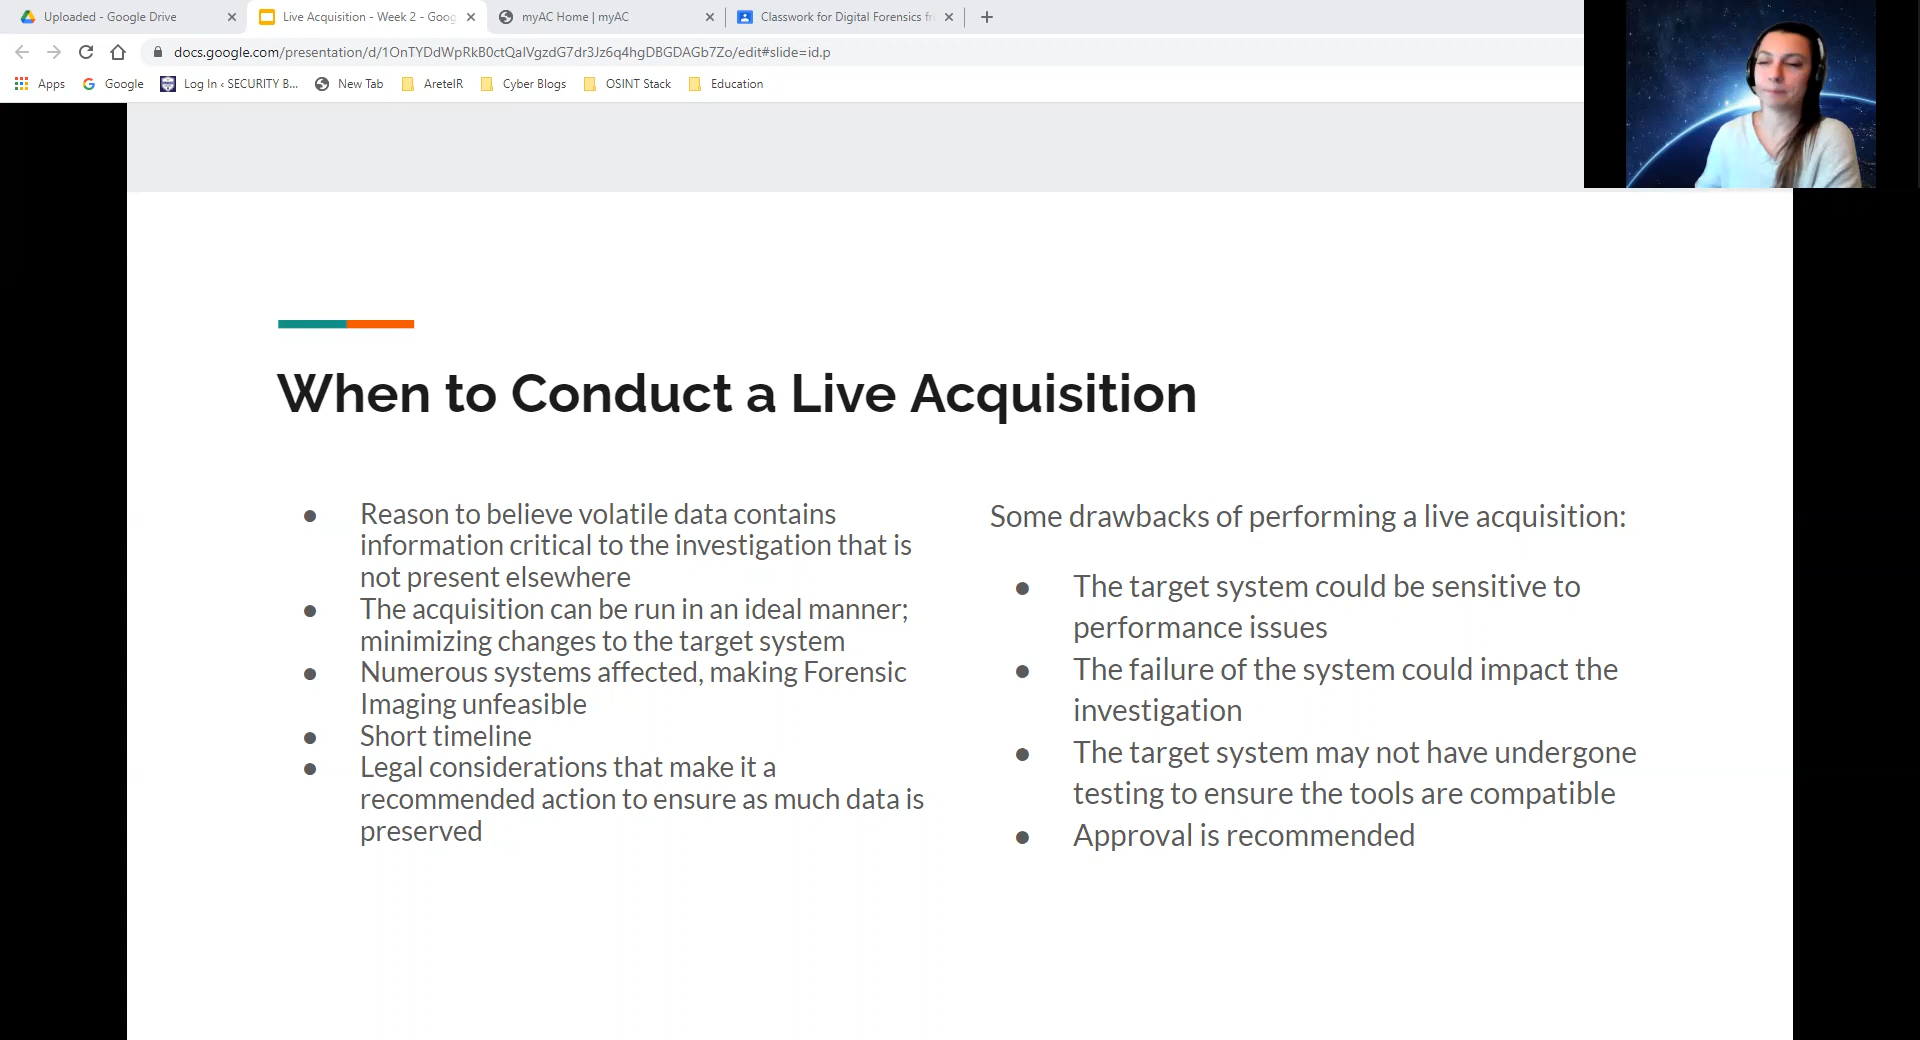 Uploaded - Google Drive
Live Acquisition - Week 2 - Goog
myAC Home | myAC
Classwork for Digital Forensics fr
docs.google.com/presentation/d/1OnTYDdWpRkB0ctQalVgzdG7dr3Jz6q4hgDBGDAGb7Zo/edit#slide=id.p
Apps
Google
Log In ‹ SECURITY B...
New Tab
AreteIR
Cyber Blogs
OSINT Stack
Education
When to Conduct a Live Acquisition
● Reason to believe volatile data contains
information critical to the investigation that is
not present elsewhere
● The acquisition can be run in an ideal manner;
minimizing changes to the target system
● Numerous systems affected, making Forensic
Imaging unfeasible
● Short timeline
● Legal considerations that make it a
recommended action to ensure as much data is
preserved
Some drawbacks of performing a live acquisition:
● The target system could be sensitive to
performance issues
● The failure of the system could impact the
investigation
● The target system may not have undergone
testing to ensure the tools are compatible
● Approval is recommended